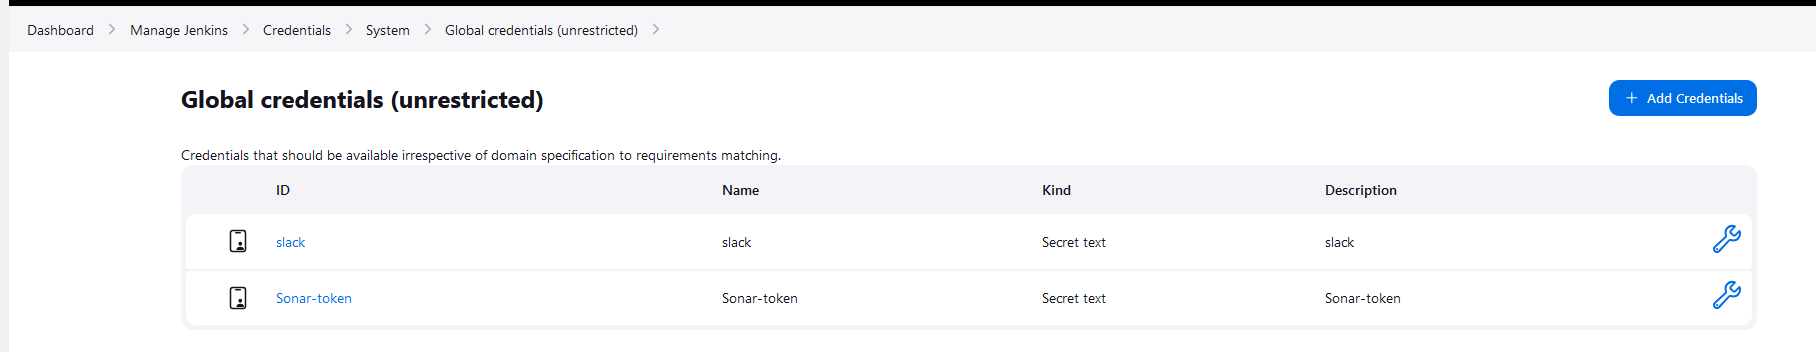 Dashboard Manage Jenkins Credentials System Global credentials (unrestricted)
Global credentials (unrestricted)
Add Credentials
Credentials that should be available irrespective of domain specification to requirements matching.
ID Name Kind Description
slack slack Secret text slack
Sonar-token Sonar-token Secret text Sonar-token